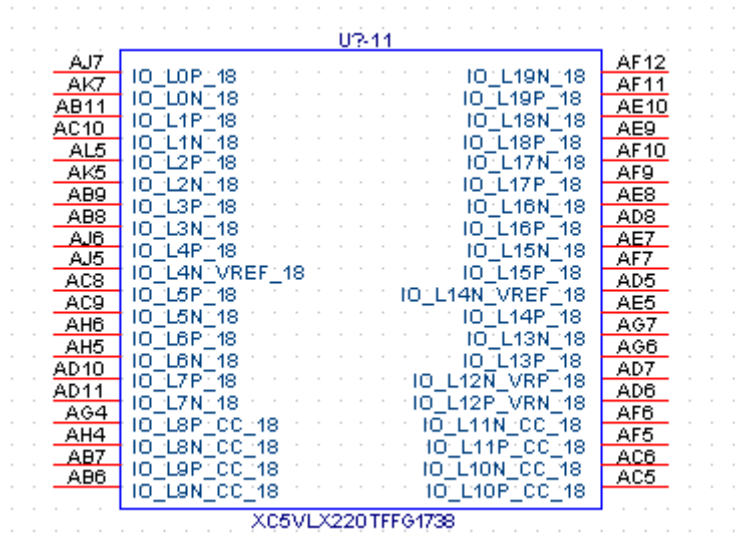 U?-11
AJ7 IO_L0P_18 IO_L19N_18 AF12
AK7 IO_L0N_18 IO_L19P_18 AF11
AB11 IO_L1P_18 IO_L18N_18 AE10
AC10 IO_L1N_18 IO_L18P_18 AE9
AL5 IO_L2P_18 IO_L17N_18 AF10
AK5 IO_L2N_18 IO_L17P_18 AF9
AB9 IO_L3P_18 IO_L16N_18 AE8
AB8 IO_L3N_18 IO_L16P_18 AD8
AJ6 IO_L4P_18 IO_L15N_18 AE7
AJ5 IO_L4N_VREF_18 IO_L15P_18 AF7
AC8 IO_L5P_18 IO_L14N_VREF_18 AD5
AC9 IO_L5N_18 IO_L14P_18 AE5
AH6 IO_L6P_18 IO_L13N_18 AG7
AH5 IO_L6N_18 IO_L13P_18 AG6
AD10 IO_L7P_18 IO_L12N_VRP_18 AD7
AD11 IO_L7N_18 IO_L12P_VRN_18 AD6
AG4 IO_L8P_CC_18 IO_L11N_CC_18 AF6
AH4 IO_L8N_CC_18 IO_L11P_CC_18 AF5
AB7 IO_L9P_CC_18 IO_L10N_CC_18 AC6
AB6 IO_L9N_CC_18 IO_L10P_CC_18 AC5
XC5VLX220TFFG1738